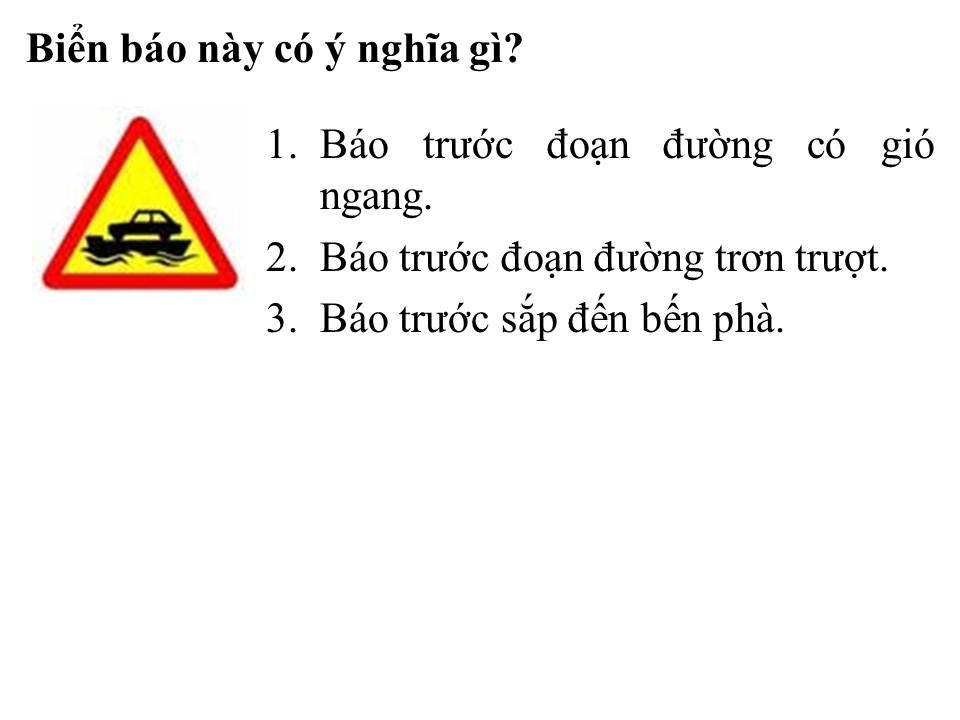 Biển báo này có ý nghĩa gì?
1. Báo trước đoạn đường có gió
ngang.
2. Báo trước đoạn đường trơn trượt.
3. Báo trước sắp đến bến phà.